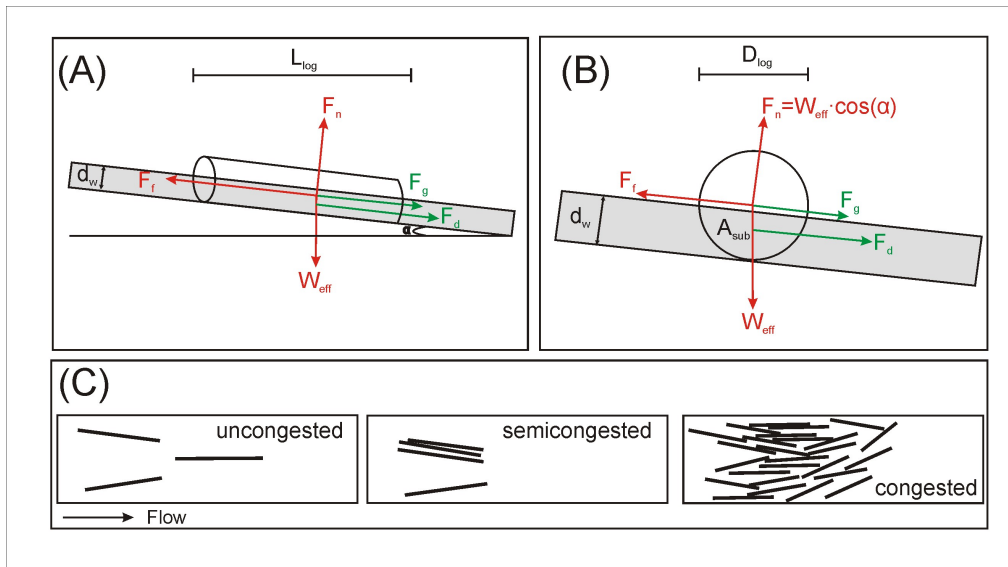 (A)
L_log
F_n
d_w
F_f
F_g
F_d
α
W_eff
(B)
D_log
F_n=W_eff·cos(α)
F_f
F_g
d_w
A_sub
F_d
W_eff
(C)
uncongested
semicongested
congested
Flow